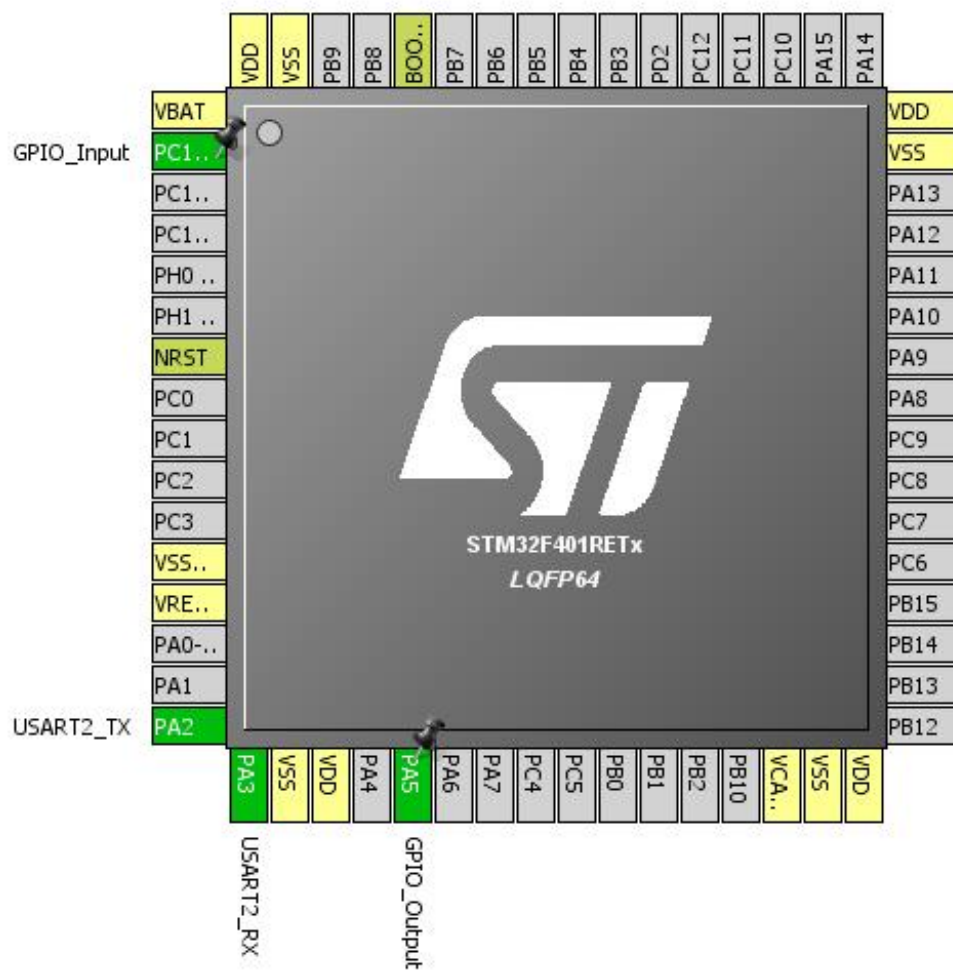 VDD
VSS
PB9
PB8
BOO..
PB7
PB6
PB5
PB4
PB3
PD2
PC12
PC11
PC10
PA15
PA14
VBAT
GPIO_Input
PC1..
PC1..
PC1..
PH0 ..
PH1 ..
NRST
PC0
PC1
PC2
PC3
VSS..
VRE..
PA0-..
PA1
USART2_TX
PA2
ST
STM32F401RETx
LQFP64
VDD
VSS
PA13
PA12
PA11
PA10
PA9
PA8
PC9
PC8
PC7
PC6
PB15
PB14
PB13
PB12
PA3
VSS
VDD
PA4
PA5
PA6
PA7
PC4
PC5
PB0
PB1
PB2
PB10
VCA..
VSS
VDD
USART2_RX
GPIO_Output